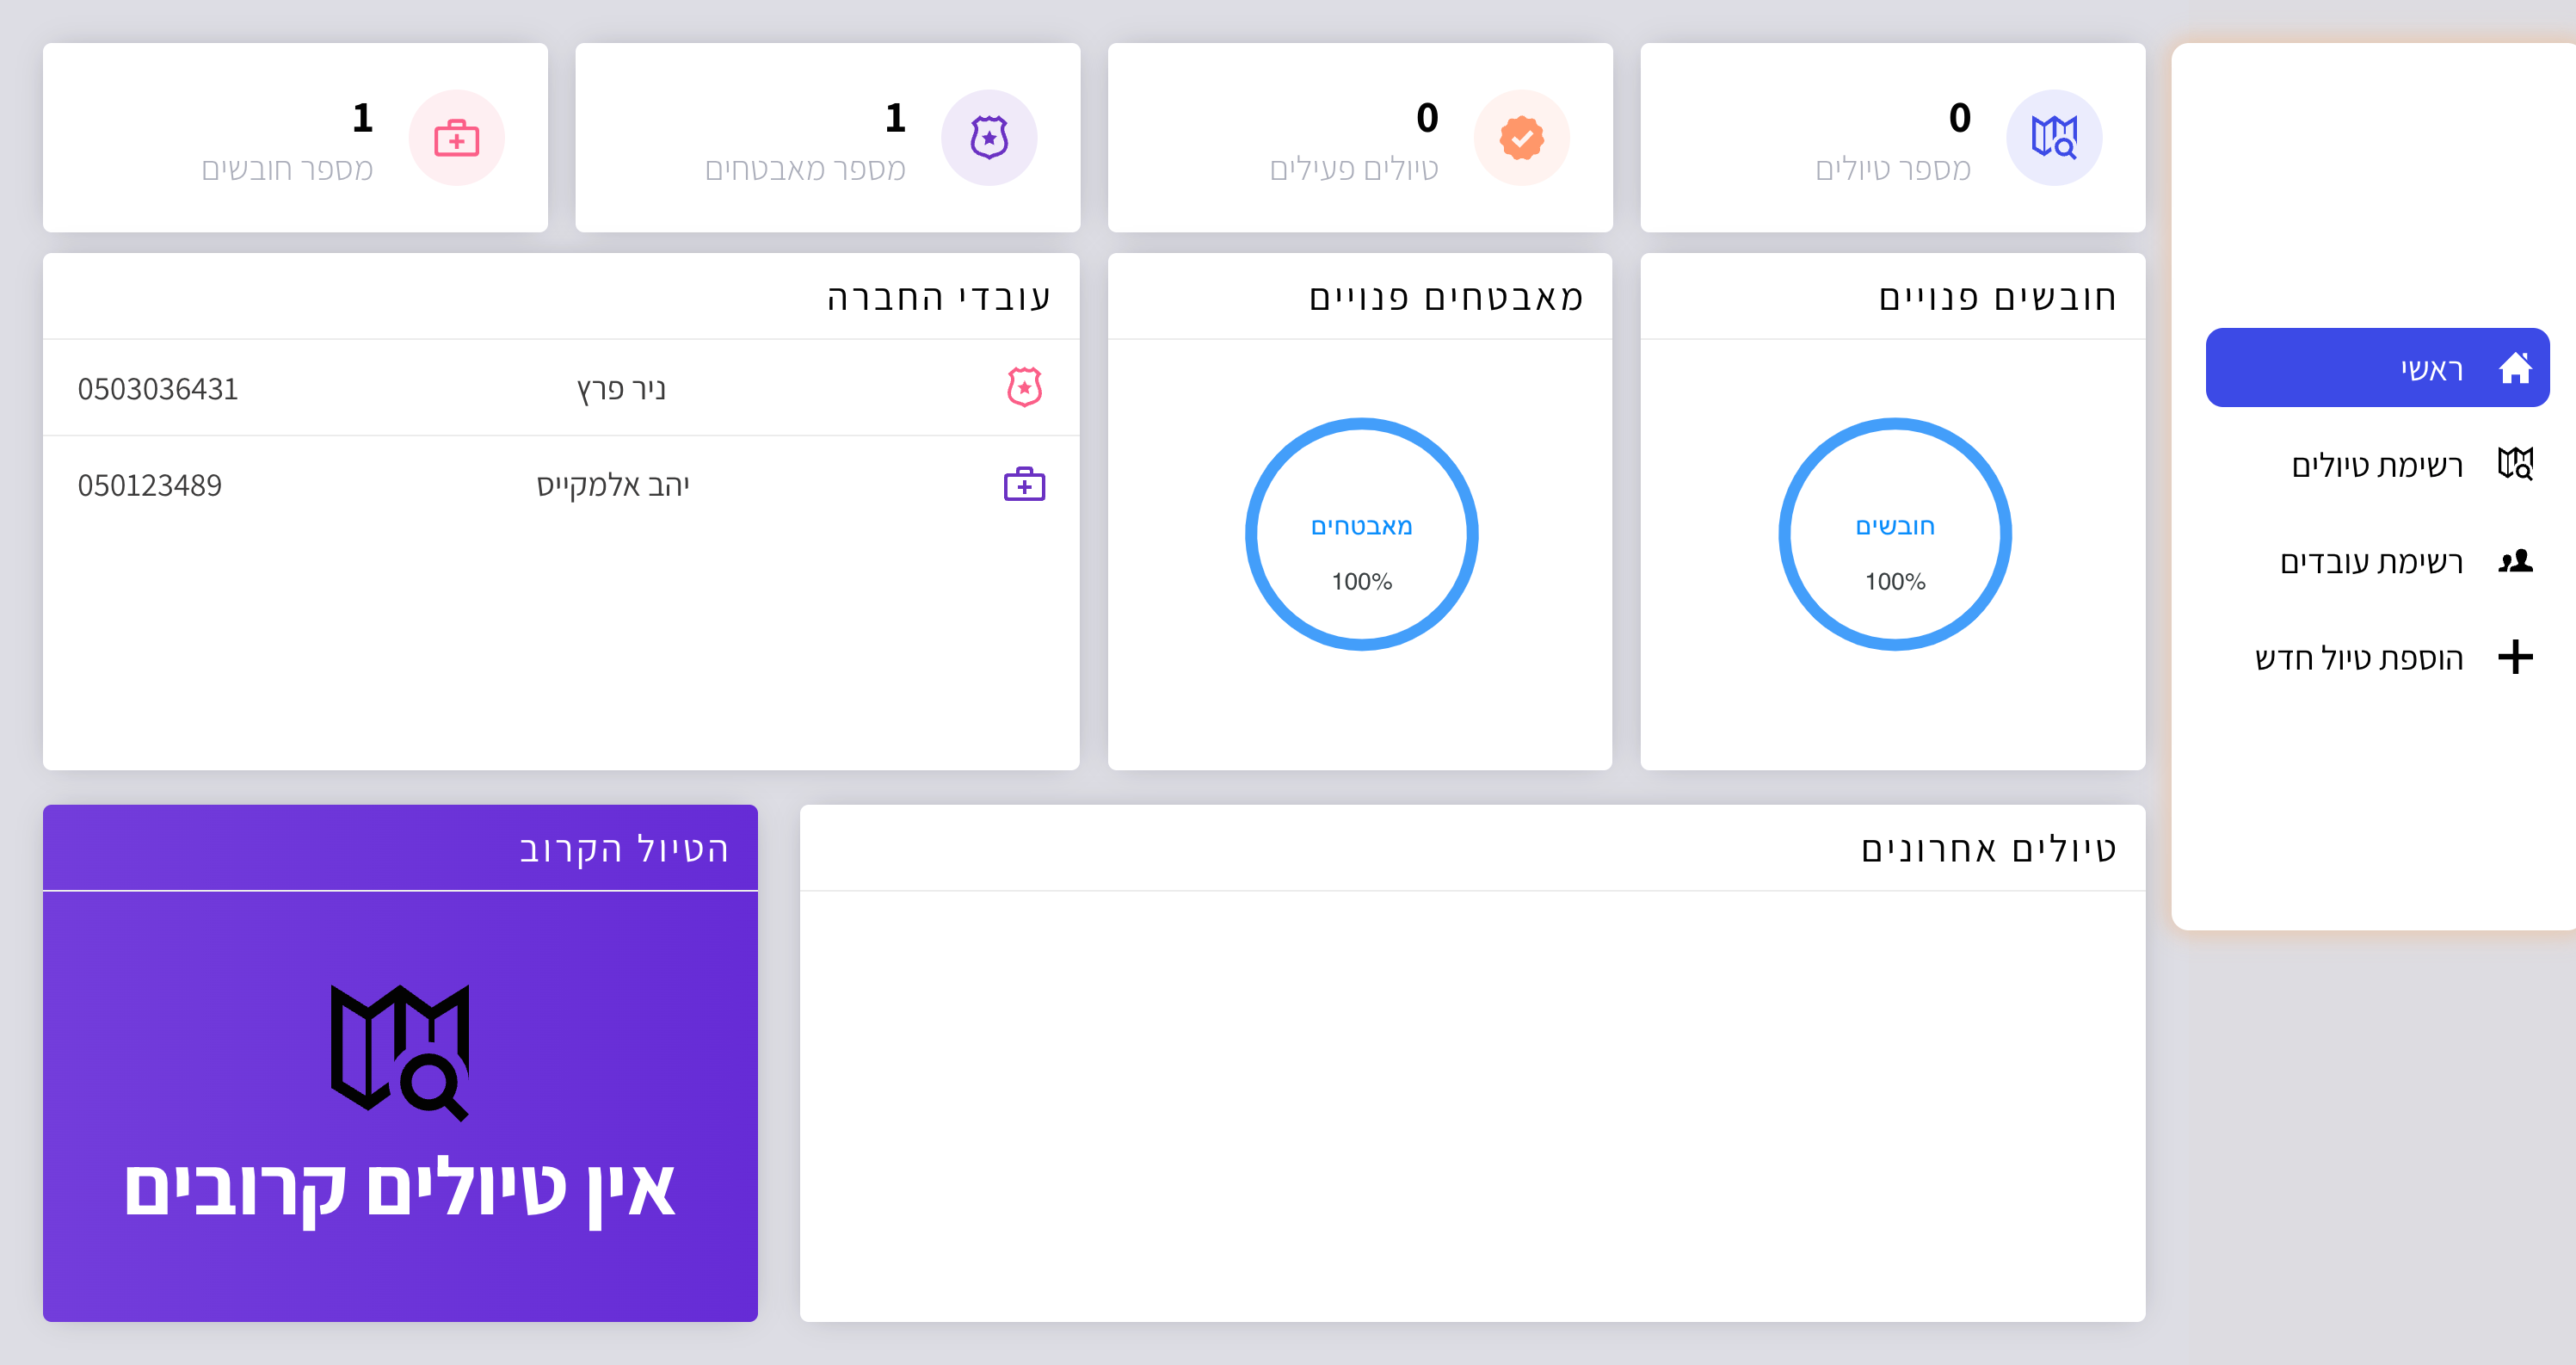 ראשי
רשימת טיולים
רשימת עובדים
הוספת טיול חדש
0
מספר טיולים
0
טיולים פעילים
1
מספר מאבטחים
1
מספר חובשים
חובשים פנויים
חובשים
100%
מאבטחים פנויים
מאבטחים
100%
עובדי החברה
ניר פרץ 0503036431
יהב אלמקייס 050123489
טיולים אחרונים
הטיול הקרוב
אין טיולים קרובים